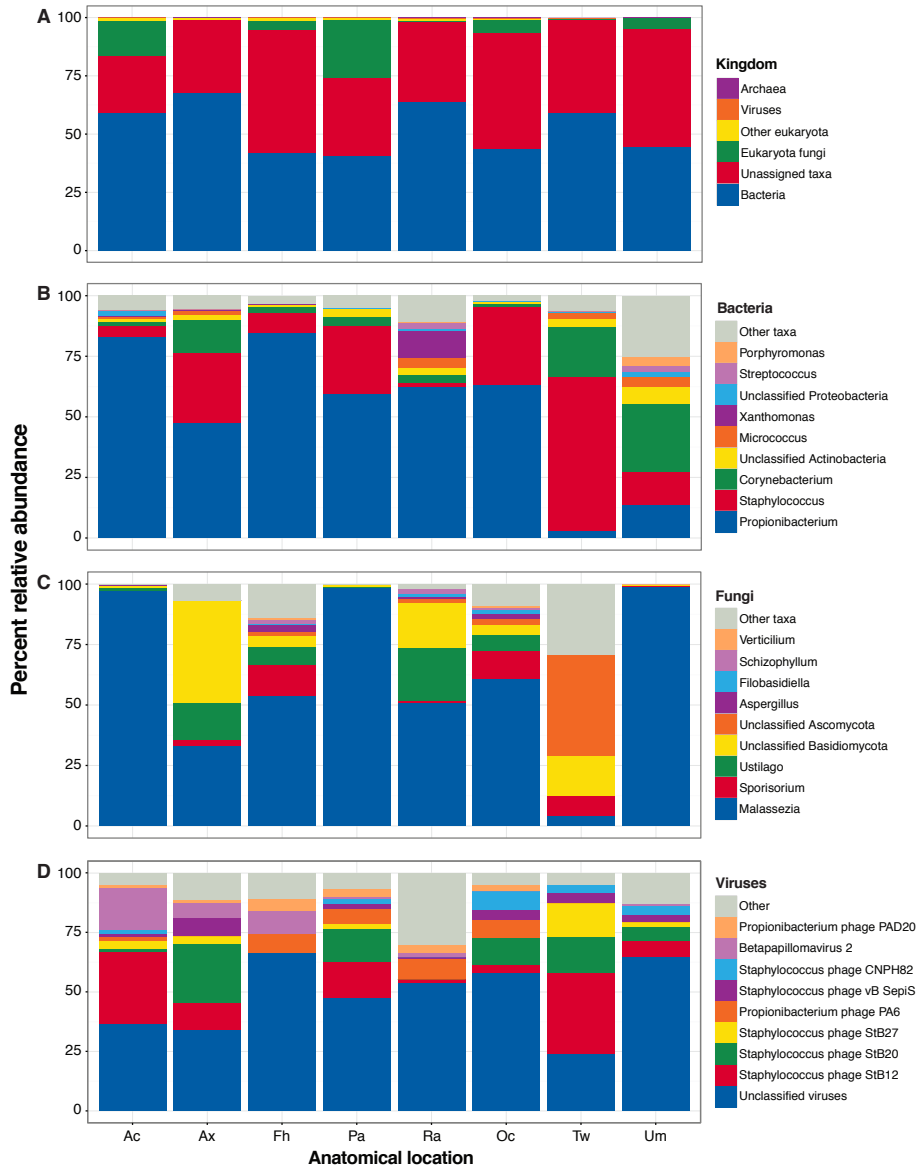 A
100
75
50
25
0
Kingdom
Archaea
Viruses
Other eukaryota
Eukaryota fungi
Unassigned taxa
Bacteria
B
100
75
50
25
0
Bacteria
Other taxa
Porphyromonas
Streptococcus
Unclassified Proteobacteria
Xanthomonas
Micrococcus
Unclassified Actinobacteria
Corynebacterium
Staphylococcus
Propionibacterium
Percent relative abundance
C
100
75
50
25
0
Fungi
Other taxa
Verticilium
Schizophyllum
Filobasidiella
Aspergillus
Unclassified Ascomycota
Unclassified Basidiomycota
Ustilago
Sporisorium
Malassezia
D
100
75
50
25
0
Viruses
Other
Propionibacterium phage PAD20
Betapapillomavirus 2
Staphylococcus phage CNPH82
Staphylococcus phage vB SepiS
Propionibacterium phage PA6
Staphylococcus phage StB27
Staphylococcus phage StB20
Staphylococcus phage StB12
Unclassified viruses
Ac Ax Fh Pa Ra Oc Tw Um
Anatomical location